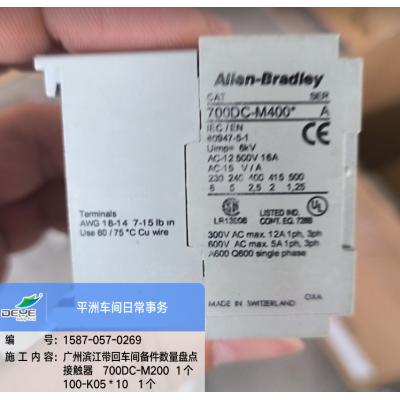 Allen-Bradley
CAT SER
700DC-M400* A
IEC/EN
60947-5-1
Uimp= 6kV
AC-12 500V 16A
AC-15 V/A
230 240 400 415 500
6 5 2,5 2 1,25
LR13008
LISTED IND.
CONT. EQ. 728B
300V AC max. 12A 1ph, 3ph
600V AC max. 5A 1ph, 3ph
A600 Q600 single phase
MADE IN SWITZERLAND OXA
Terminals
AWG 18-14 7-15 lb in
Use 60/75°C Cu wire
DEYE
平洲车间日常事务
编号: 1587-057-0269
施工内容: 广州滨江带回车间备件数量盘点
接触器 700DC-M200 1个
100-K05*10 1个